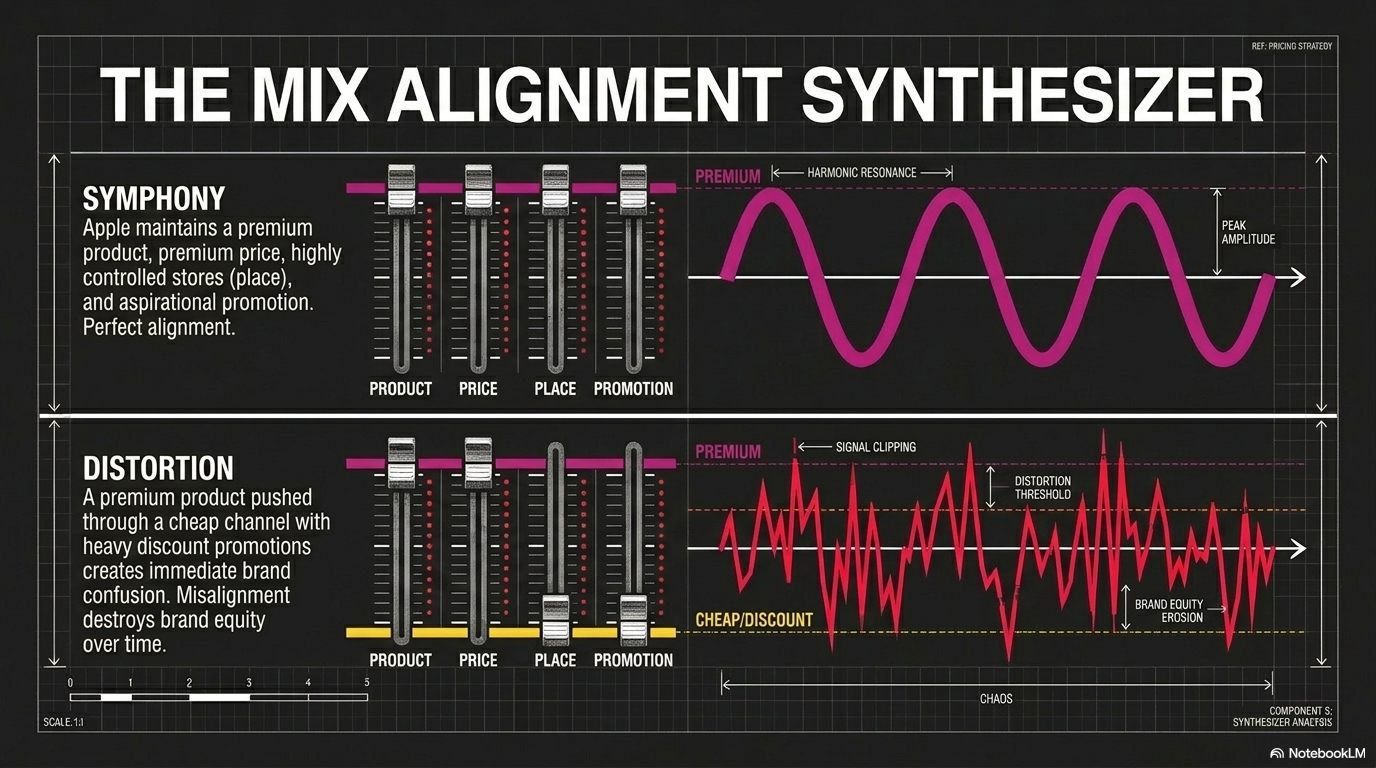 REF: PRICING STRATEGY
THE MIX ALIGNMENT SYNTHESIZER
SYMPHONY
Apple maintains a premium
product, premium price, highly
controlled stores (place),
and aspirational promotion.
Perfect alignment.
PRODUCT PRICE PLACE PROMOTION
PREMIUM
HARMONIC RESONANCE
PEAK
AMPLITUDE
DISTORTION
A premium product pushed
through a cheap channel with
heavy discount promotions
creates immediate brand
confusion. Misalignment
destroys brand equity
over time.
PRODUCT PRICE PLACE PROMOTION
PREMIUM
SIGNAL CLIPPING
DISTORTION
THRESHOLD
CHEAP/DISCOUNT
BRAND EQUITY
EROSION
CHAOS
0 1 2 3 4 5
SCALE: 1:1
COMPONENT S:
SYNTHESIZER
NotebookLM